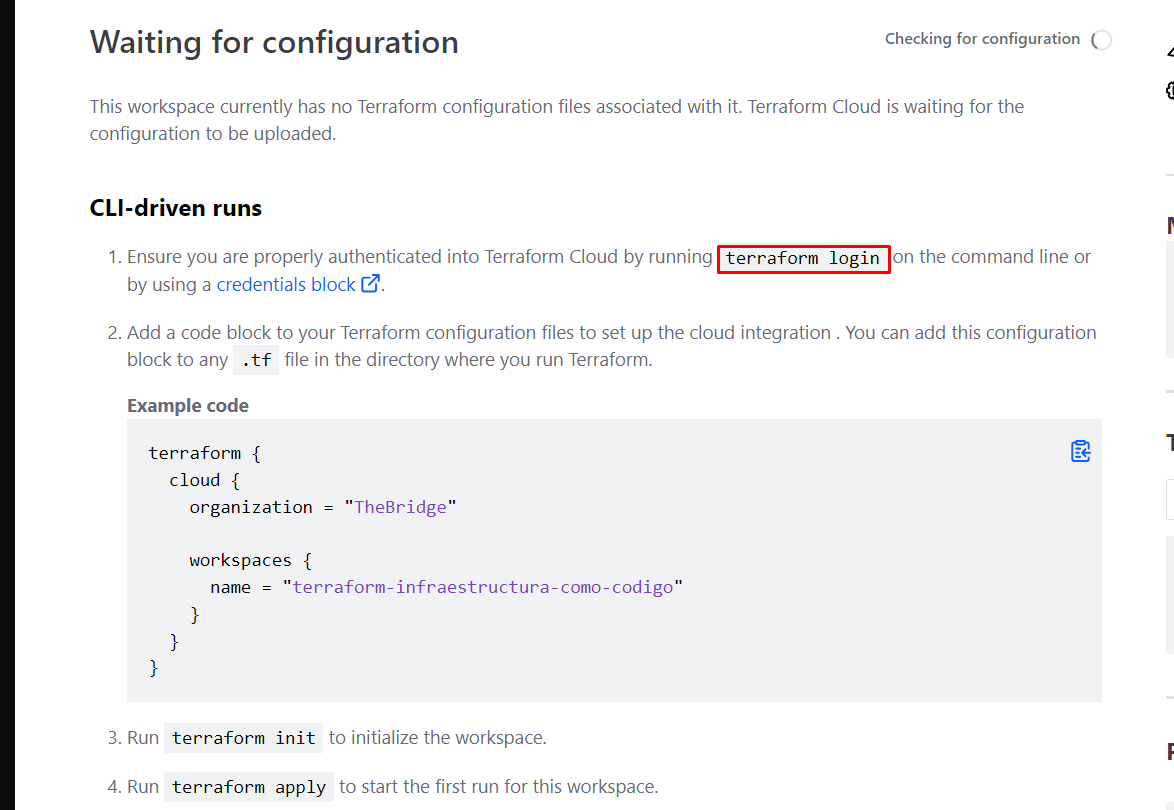 Waiting for configuration
Checking for configuration
This workspace currently has no Terraform configuration files associated with it. Terraform Cloud is waiting for the
configuration to be uploaded.
CLI-driven runs
1. Ensure you are properly authenticated into Terraform Cloud by running terraform login on the command line or
by using a credentials block.
2. Add a code block to your Terraform configuration files to set up the cloud integration . You can add this configuration
block to any .tf file in the directory where you run Terraform.
Example code
terraform {
  cloud {
    organization = "TheBridge"

    workspaces {
      name = "terraform-infraestructura-como-codigo"
    }
  }
}
3. Run terraform init to initialize the workspace.
4. Run terraform apply to start the first run for this workspace.